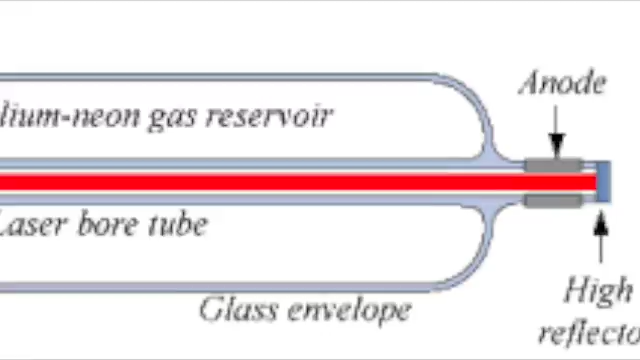 Anode
lium-neon gas reservoir
Laser bore tube
Glass envelope
High
reflecto